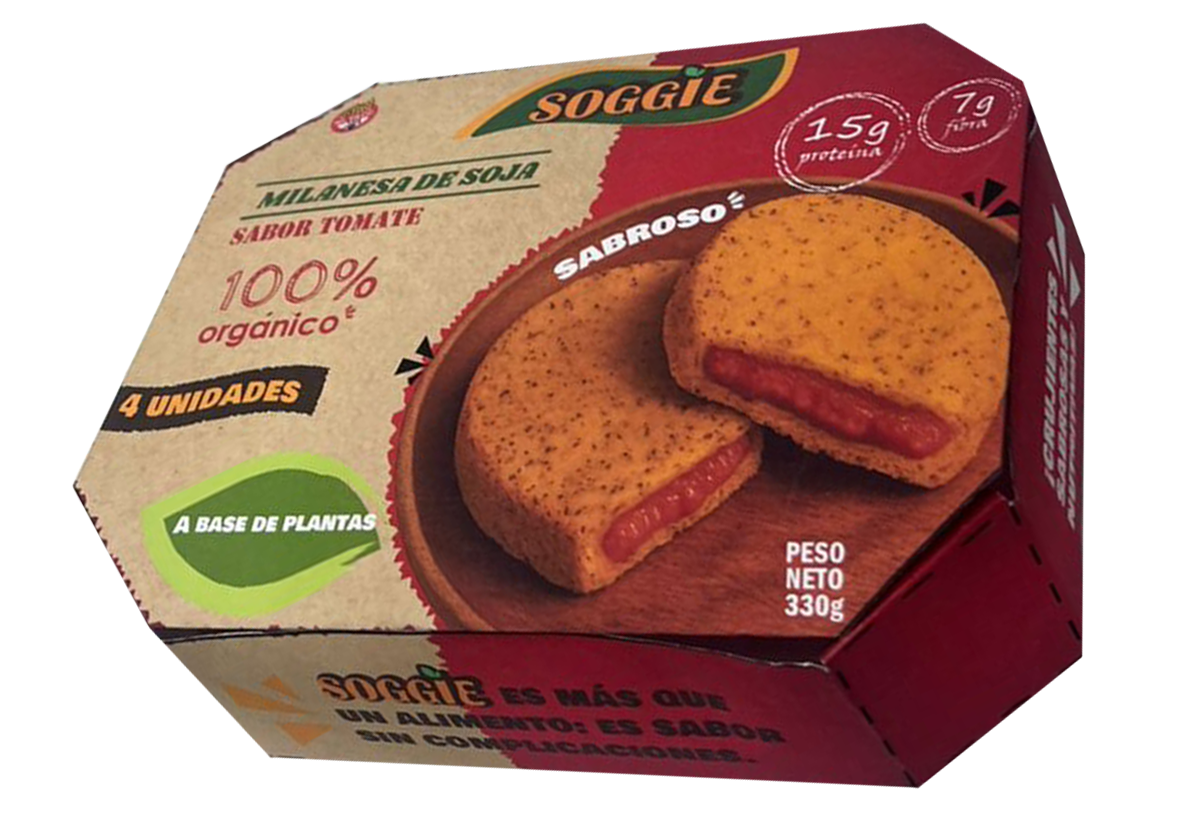 SOGGIE
15g
proteína
7g
fibra
MILANESA DE SOJA
SABOR TOMATE
100%
orgánico
SABROSO
4 UNIDADES
A BASE DE PLANTAS
PESO
NETO
330g
SOGGIE ES MÁS QUE
UN ALIMENTO: ES SABOR
SIN COMPLICACIONES.